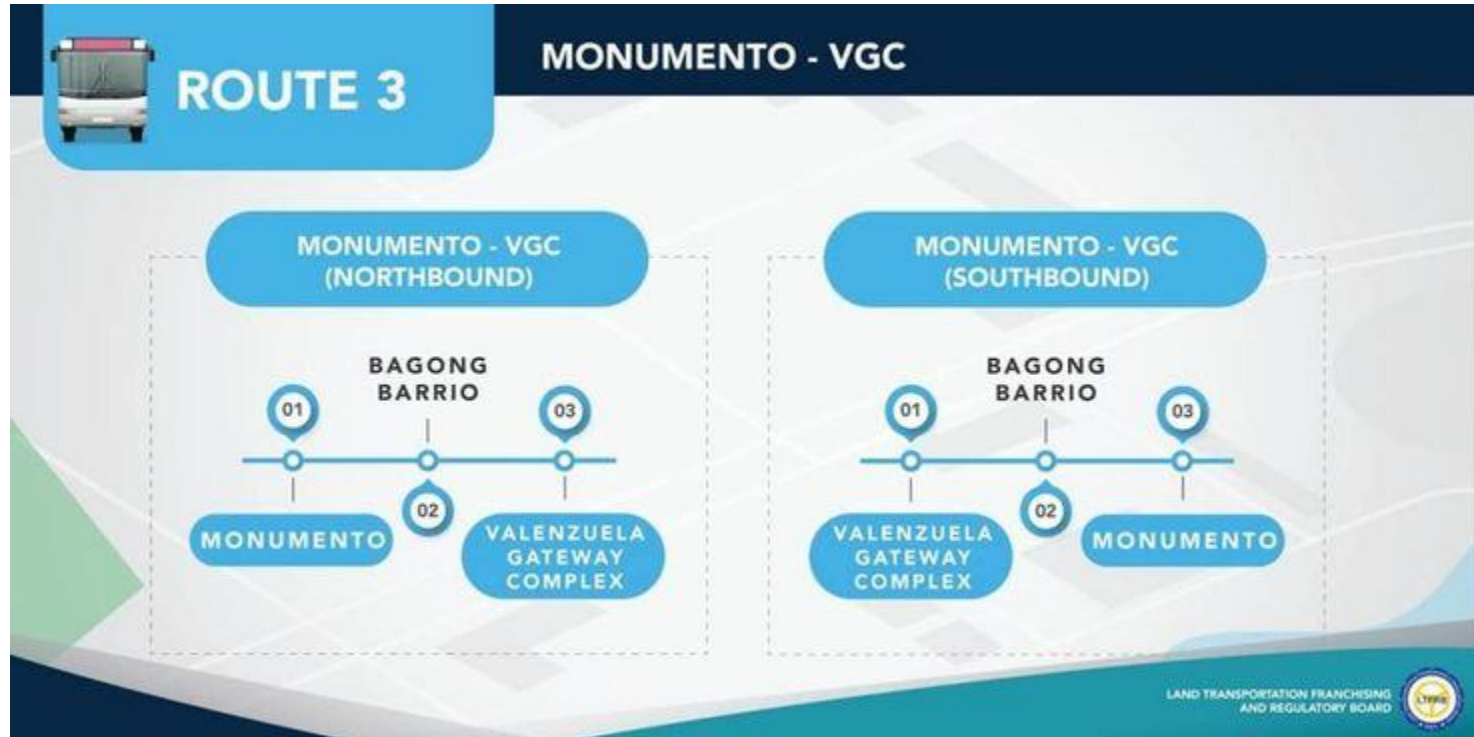 ROUTE 3
MONUMENTO - VGC
MONUMENTO - VGC
(NORTHBOUND)
BAGONG
BARRIO
01
03
02
MONUMENTO
VALENZUELA
GATEWAY
COMPLEX
MONUMENTO - VGC
(SOUTHBOUND)
BAGONG
BARRIO
01
03
02
VALENZUELA
GATEWAY
COMPLEX
MONUMENTO
LAND TRANSPORTATION FRANCHISING
AND REGULATORY BOARD
LTFRB